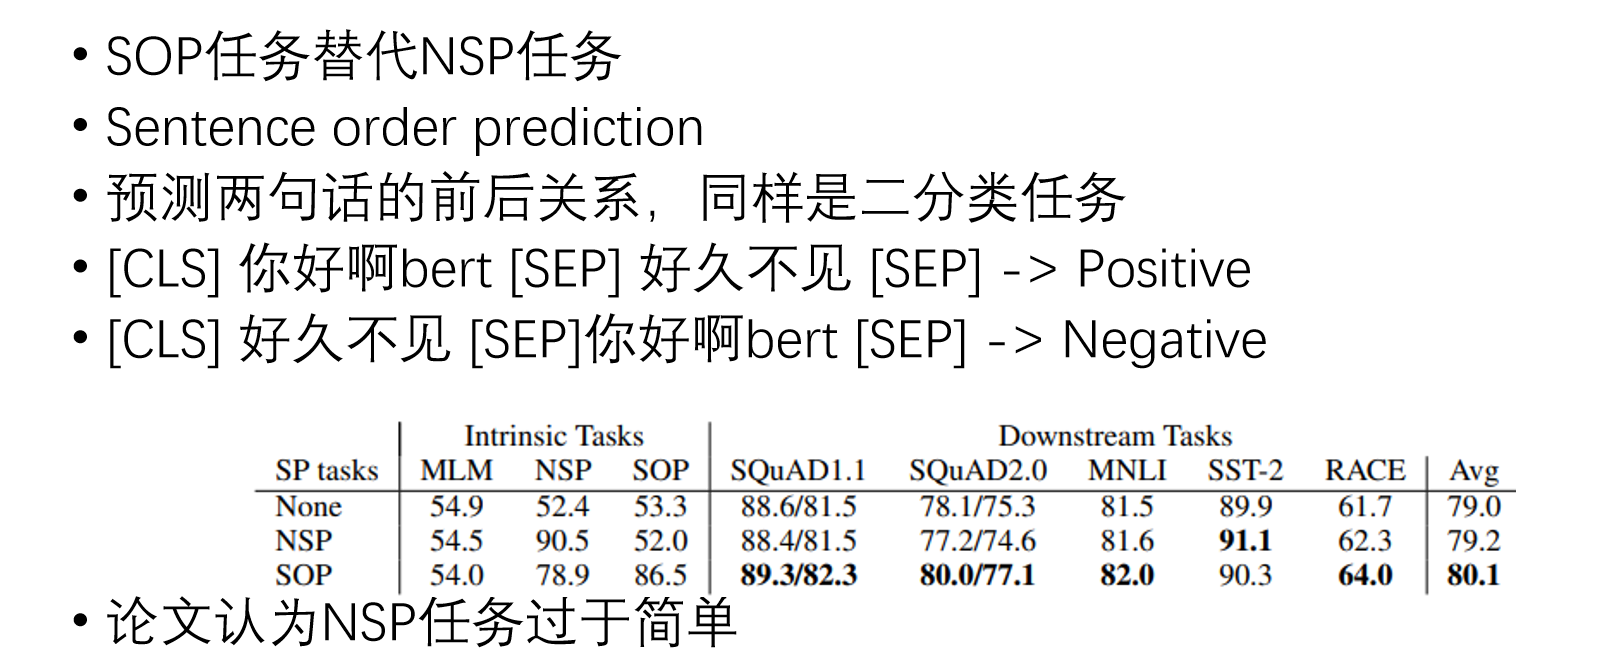 • SOP任务替代NSP任务
• Sentence order prediction
• 预测两句话的前后关系，同样是二分类任务
• [CLS] 你好啊bert [SEP] 好久不见 [SEP] -> Positive
• [CLS] 好久不见 [SEP]你好啊bert [SEP] -> Negative
Intrinsic Tasks Downstream Tasks
SP tasks MLM NSP SOP SQuAD1.1 SQuAD2.0 MNLI SST-2 RACE Avg
None 54.9 52.4 53.3 88.6/81.5 78.1/75.3 81.5 89.9 61.7 79.0
NSP 54.5 90.5 52.0 88.4/81.5 77.2/74.6 81.6 91.1 62.3 79.2
SOP 54.0 78.9 86.5 89.3/82.3 80.0/77.1 82.0 90.3 64.0 80.1
• 论文认为NSP任务过于简单